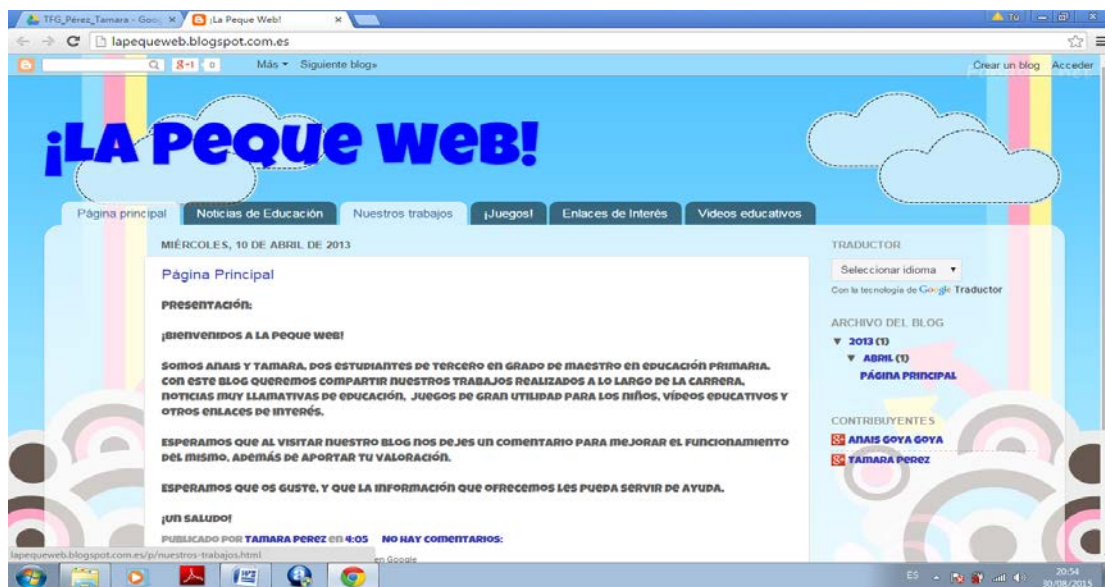 TFG_Pérez_Tamara - Goo
¡La Peque Web!
Tú
lapequeweb.blogspot.com.es
g+1 0 Más Siguiente blog»
Crear un blog Acceder
¡LA PEQUE WEB!
Página principal Noticias de Educación Nuestros trabajos ¡Juegos! Enlaces de Interés Videos educativos
MIÉRCOLES, 10 DE ABRIL DE 2013
Página Principal
PRESENTACIÓN:
¡BIENVENIDOS A LA PEQUE WEB!
SOMOS ANAIS Y TAMARA, DOS ESTUDIANTES DE TERCERO EN GRADO DE MAESTRO EN EDUCACIÓN PRIMARIA.
CON ESTE BLOG QUEREMOS COMPARTIR NUESTROS TRABAJOS REALIZADOS A LO LARGO DE LA CARRERA,
NOTICIAS MUY LLAMATIVAS DE EDUCACIÓN, JUEGOS DE GRAN UTILIDAD PARA LOS NIÑOS, VÍDEOS EDUCATIVOS Y
OTROS ENLACES DE INTERÉS.
ESPERAMOS QUE AL VISITAR NUESTRO BLOG NOS DEJES UN COMENTARIO PARA MEJORAR EL FUNCIONAMIENTO
DEL MISMO, ADEMÁS DE APORTAR TU VALORACIÓN.
ESPERAMOS QUE OS GUSTE, Y QUE LA INFORMACIÓN QUE OFRECEMOS LES PUEDA SERVIR DE AYUDA.
¡UN SALUDO!
PUBLICADO POR TAMARA PEREZ EN 4:05 NO HAY COMENTARIOS:
en Google
TRADUCTOR
Seleccionar idioma
Con la tecnología de Google Traductor
ARCHIVO DEL BLOG
2013 (1)
ABRIL (1)
PÁGINA PRINCIPAL
CONTRIBUYENTES
ANAIS GOYA GOYA
TAMARA PEREZ
lapequeweb.blogspot.com.es/p/nuestros-trabajos.html
ES
20:54
30/08/2015